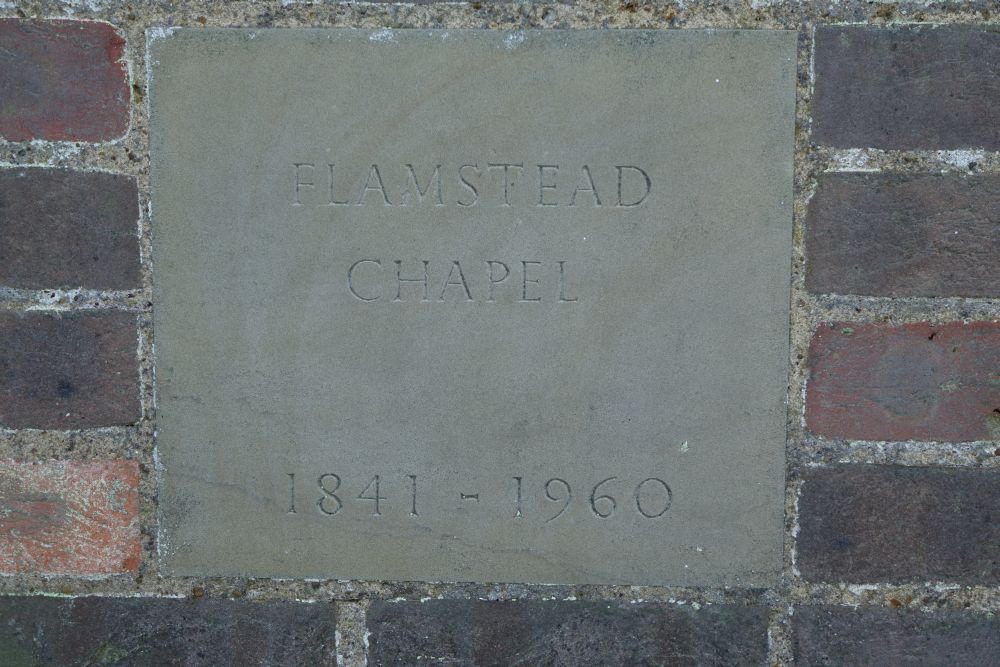 FLAMSTEAD
CHAPEL
1841 - 1960